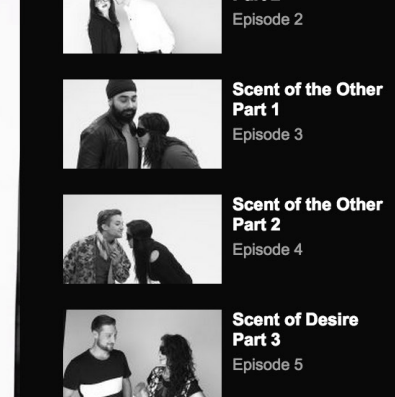 Episode 2
Scent of the Other
Part 1
Episode 3
Scent of the Other
Part 2
Episode 4
Scent of Desire
Part 3
Episode 5